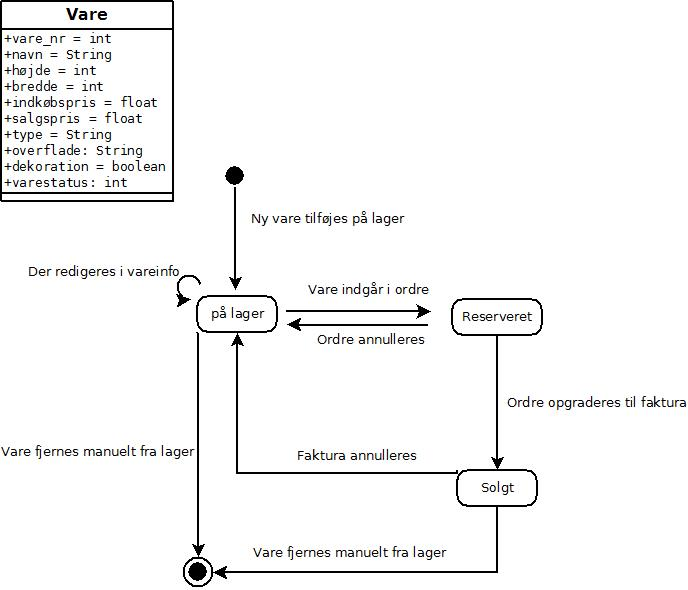 Vare
+vare_nr = int
+navn = String
+højde = int
+bredde = int
+indkøbspris = float
+salgspris = float
+type = String
+overflade: String
+dekoration = boolean
+varestatus: int
Ny vare tilføjes på lager
Der redigeres i vareinfo
Vare indgår i ordre
på lager
Reserveret
Ordre annulleres
Ordre opgraderes til faktura
Vare fjernes manuelt fra lager
Faktura annulleres
Solgt
Vare fjernes manuelt fra lager